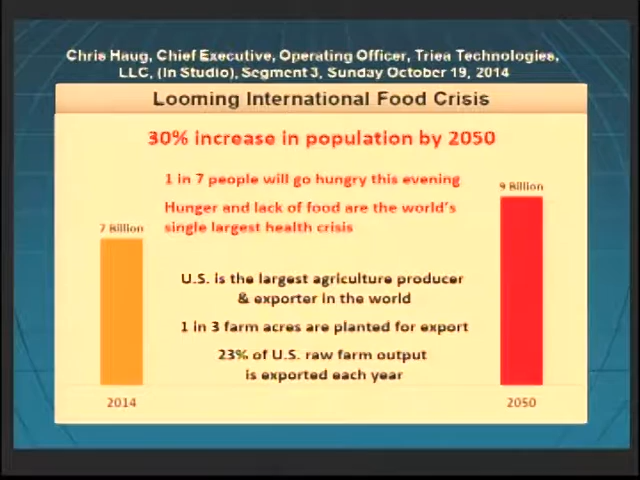 Chris Haug, Chief Executive, Operating Officer, Triea Technologies,
LLC, (In Studio), Segment 3, Sunday October 19, 2014
Looming International Food Crisis
30% increase in population by 2050
1 in 7 people will go hungry this evening
9 Billion
Hunger and lack of food are the world's
single largest health crisis
7 Billion
U.S. is the largest agriculture producer
& exporter in the world
1 in 3 farm acres are planted for export
23% of U.S. raw farm output
is exported each year
2014
2050